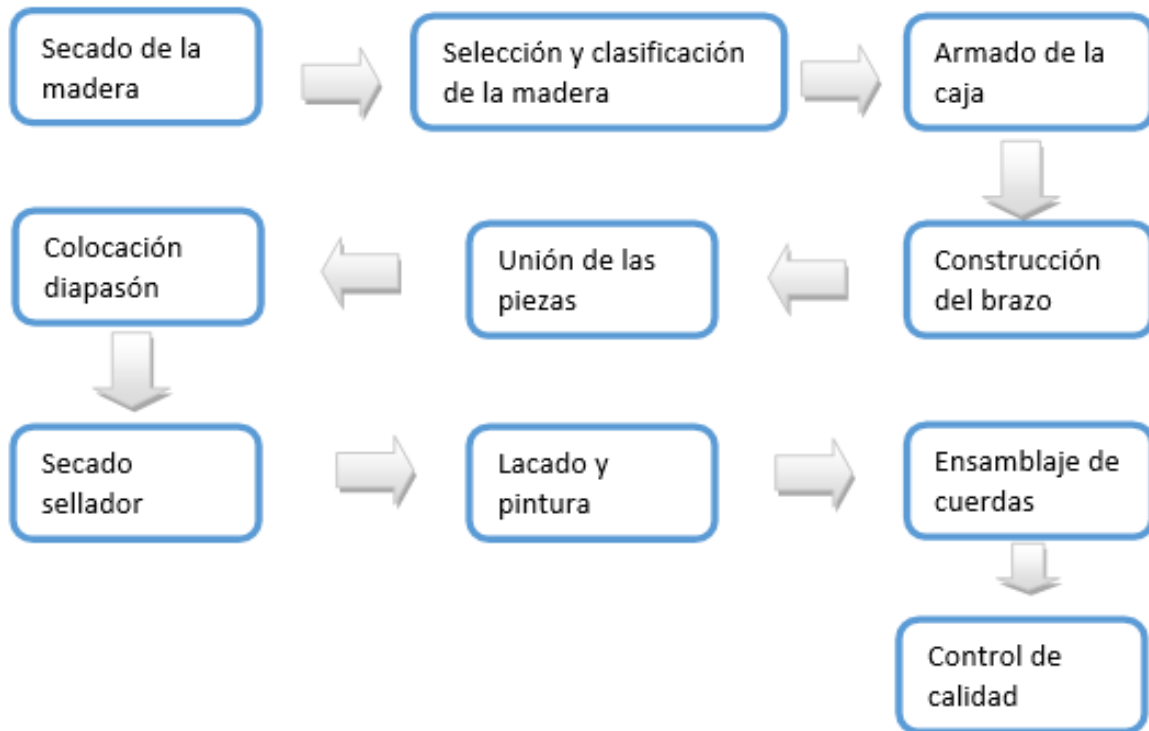 Secado de la
madera
Selección y clasificación
de la madera
Armado de la
caja
Construcción
del brazo
Unión de las
piezas
Colocación
diapasón
Secado
sellador
Lacado y
pintura
Ensamblaje de
cuerdas
Control de
calidad